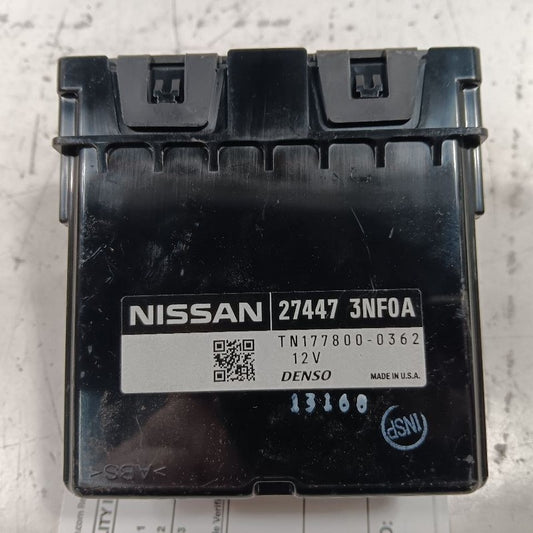 NISSAN
27447 3NF0A
TN177800-0362
12V
DENSO
MADE IN U.S.A.
13168
INSP
>ABS<